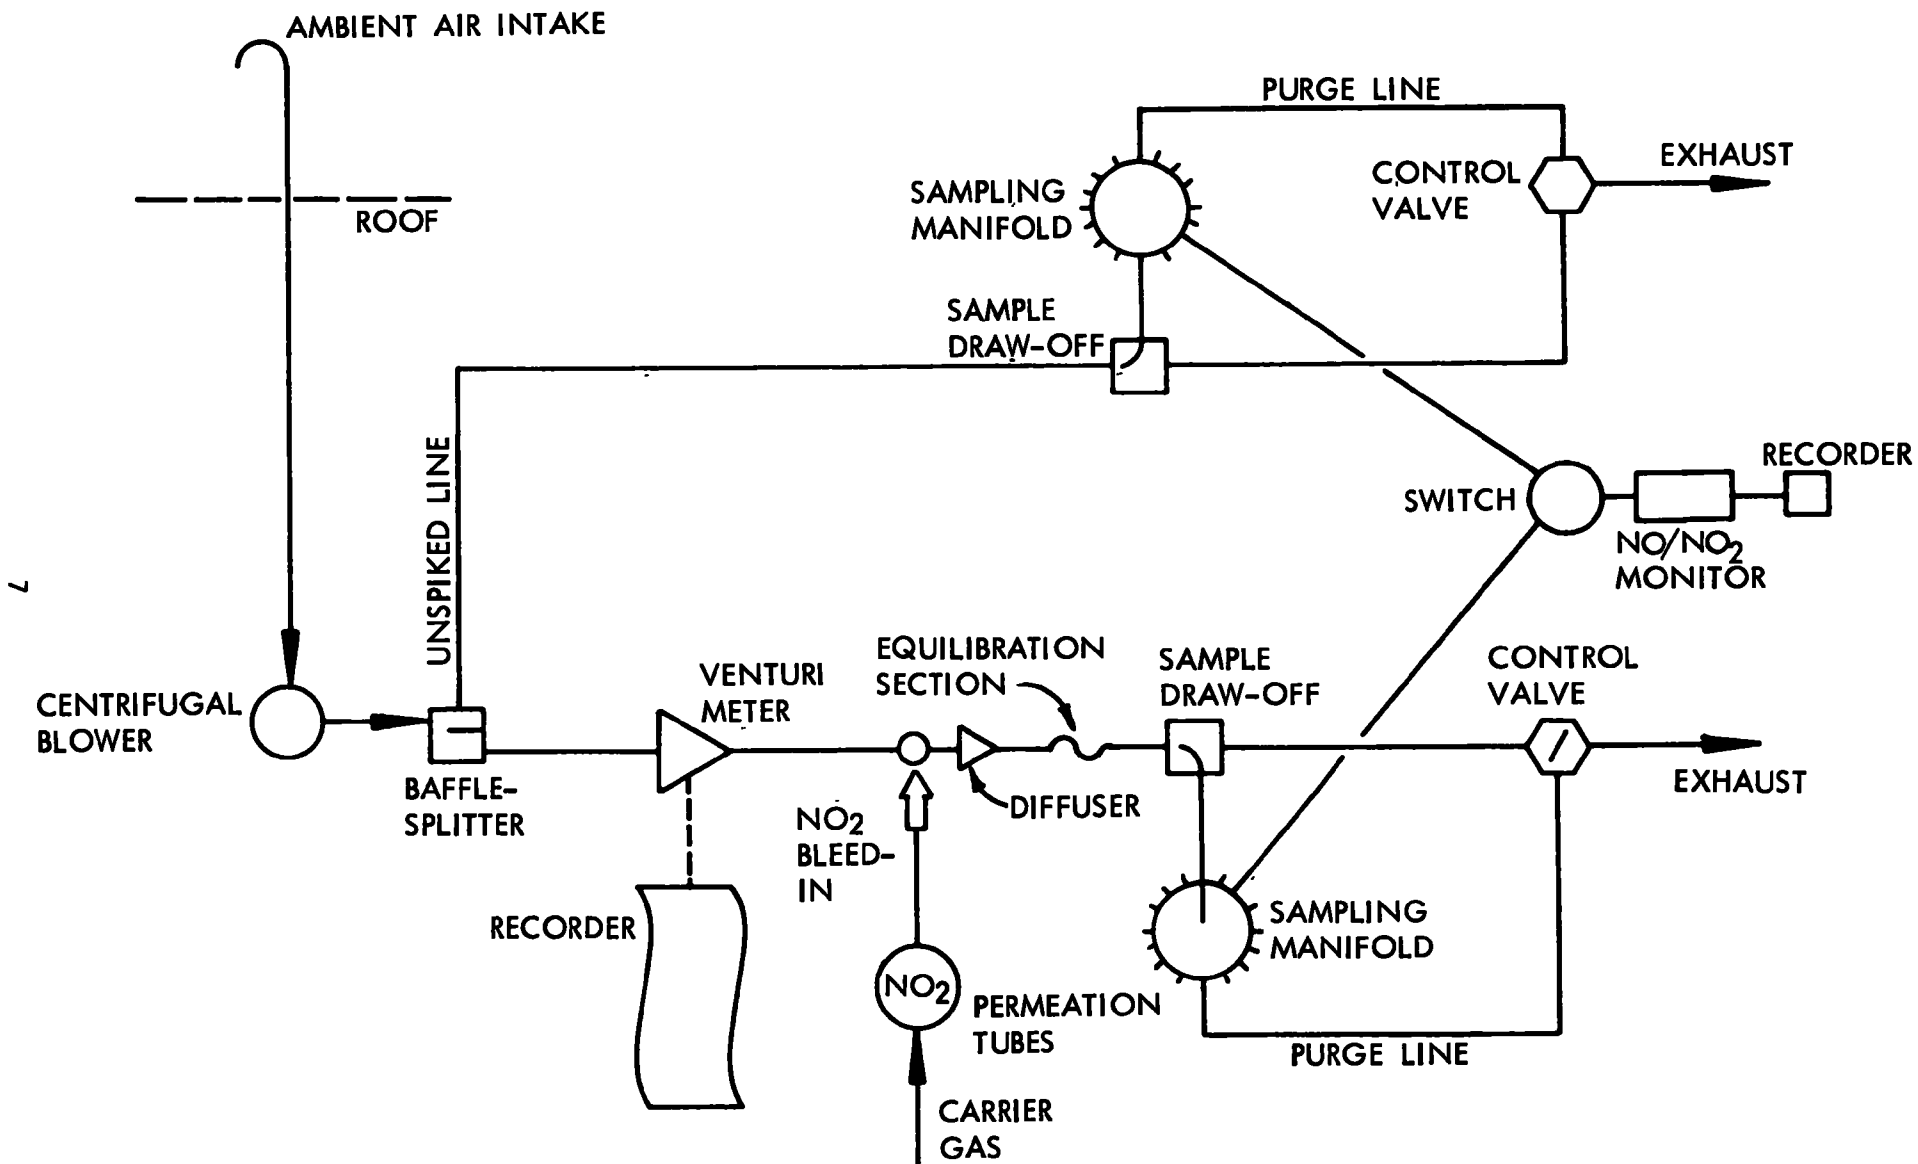 AMBIENT AIR INTAKE
PURGE LINE
EXHAUST
CONTROL
VALVE
SAMPLING
MANIFOLD
ROOF
SAMPLE
DRAW-OFF
UNSPIKED LINE
RECORDER
SWITCH
NO/NO2
MONITOR
7
EQUILIBRATION
SECTION
SAMPLE
DRAW-OFF
CONTROL
VALVE
VENTURI
METER
CENTRIFUGAL
BLOWER
BAFFLE-
SPLITTER
EXHAUST
DIFFUSER
NO2
BLEED-
IN
RECORDER
SAMPLING
MANIFOLD
NO2
PERMEATION
TUBES
PURGE LINE
CARRIER
GAS